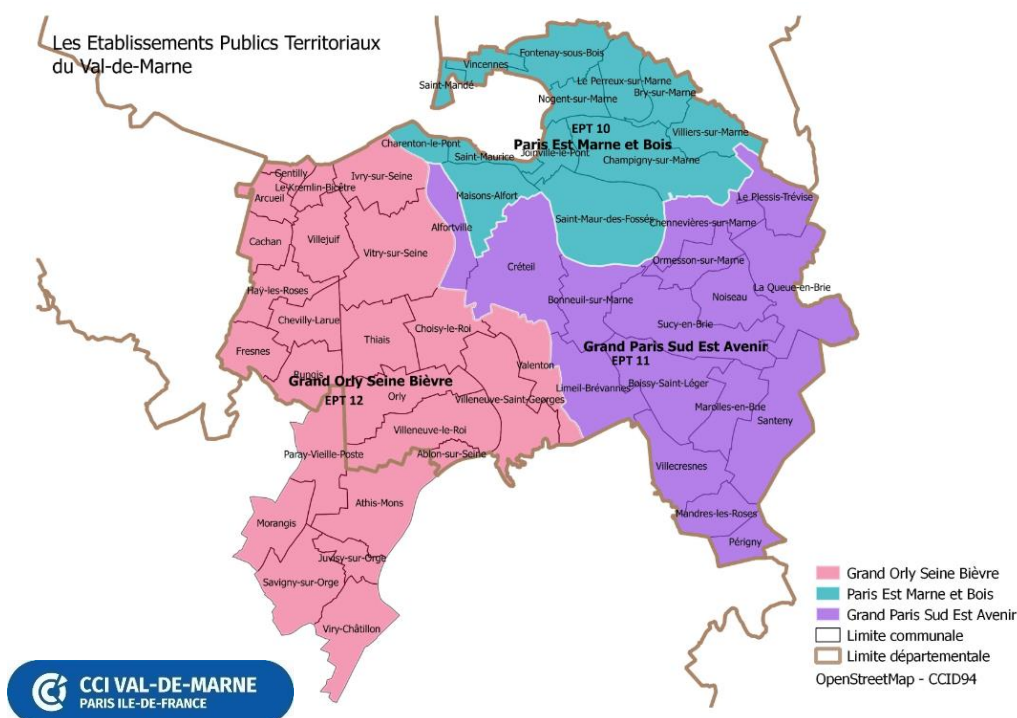 Les Etablissements Publics Territoriaux
du Val-de-Marne
Fontenay-sous-Bois
Vincennes
Saint-Mandé
Le Perreux-sur-Marne
Bry-sur-Marne
Nogent-sur-Marne
EPT 10
Villiers-sur-Marne
Paris Est Marne et Bois
Charenton-le-Pont
Saint-Maurice
Joinville-le-Pont
Champigny-sur-Marne
Gentilly
Le Kremlin-Bicêtre
Ivry-sur-Seine
Arcueil
Maisons-Alfort
Le Plessis-Trévise
Saint-Maur-des-Fossés
Chennevières-sur-Marne
Alfortville
Cachan
Villejuif
Vitry-sur-Seine
Créteil
Ormesson-sur-Marne
La Queue-en-Brie
Haÿ-les-Roses
Bonneuil-sur-Marne
Noiseau
Chevilly-Larue
Choisy-le-Roi
Sucy-en-Brie
Thiais
Grand Paris Sud Est Avenir
EPT 11
Fresnes
Valenton
Rungis
Grand Orly Seine Bièvre
EPT 12
Limeil-Brévannes
Boissy-Saint-Léger
Orly
Villeneuve-Saint-Georges
Marolles-en-Brie
Santeny
Villeneuve-le-Roi
Paray-Vieille-Poste
Ablon-sur-Seine
Villecresnes
Athis-Mons
Morangis
Mandres-les-Roses
Périgny
Juvisy-sur-Orge
Savigny-sur-Orge
Viry-Châtillon
Grand Orly Seine Bièvre
Paris Est Marne et Bois
Grand Paris Sud Est Avenir
Limite communale
Limite départementale
OpenStreetMap - CCID94
CCI VAL-DE-MARNE
PARIS ILE-DE-FRANCE